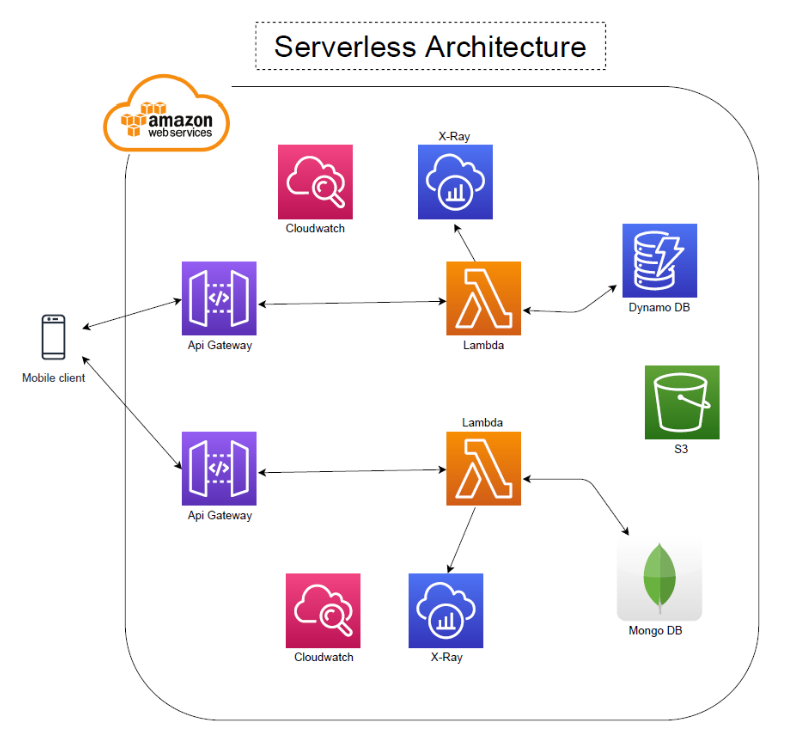 Serverless Architecture
amazon
webservices
X-Ray
Cloudwatch
Dynamo DB
Api Gateway
Lambda
Mobile client
Lambda
S3
Api Gateway
Mongo DB
Cloudwatch
X-Ray